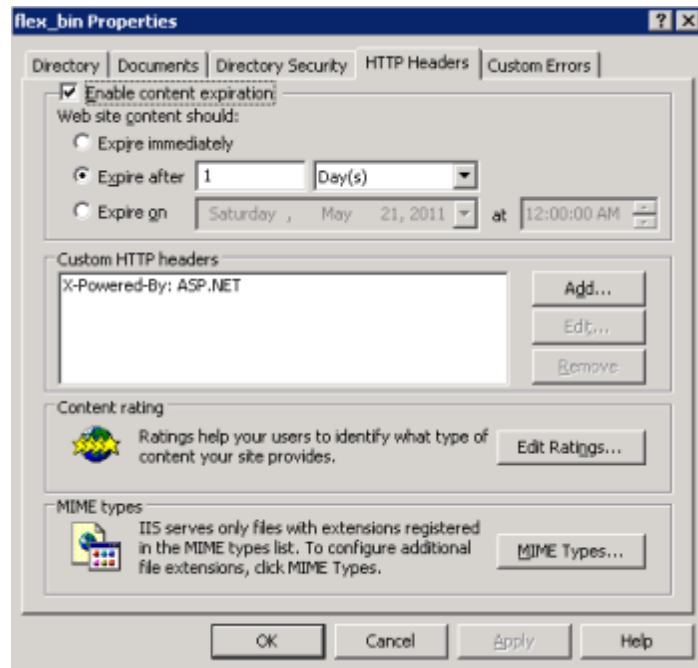 flex_bin Properties
Directory Documents Directory Security HTTP Headers Custom Errors
Enable content expiration
Web site content should:
Expire immediately
Expire after 1 Day(s)
Expire on Saturday , May 21, 2011 at 12:00:00 AM
Custom HTTP headers
X-Powered-By: ASP.NET
Add...
Edit...
Remove
Content rating
Ratings help your users to identify what type of
content your site provides.
Edit Ratings...
MIME types
IIS serves only files with extensions registered
in the MIME types list. To configure additional
file extensions, click MIME Types.
MIME Types...
OK Cancel Apply Help